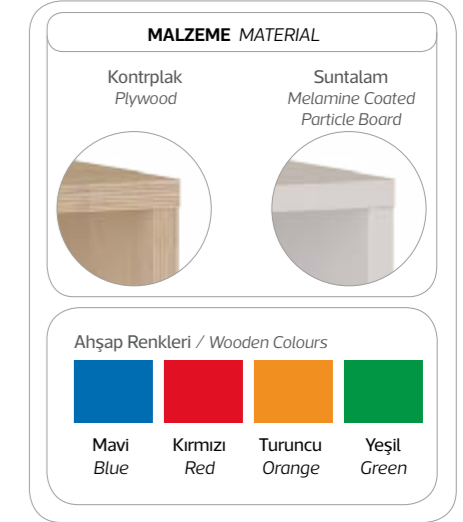 MALZEME MATERIAL
Kontrplak
Plywood
Suntalam
Melamine Coated
Particle Board
Ahşap Renkleri / Wooden Colours
Mavi
Blue
Kırmızı
Red
Turuncu
Orange
Yeşil
Green